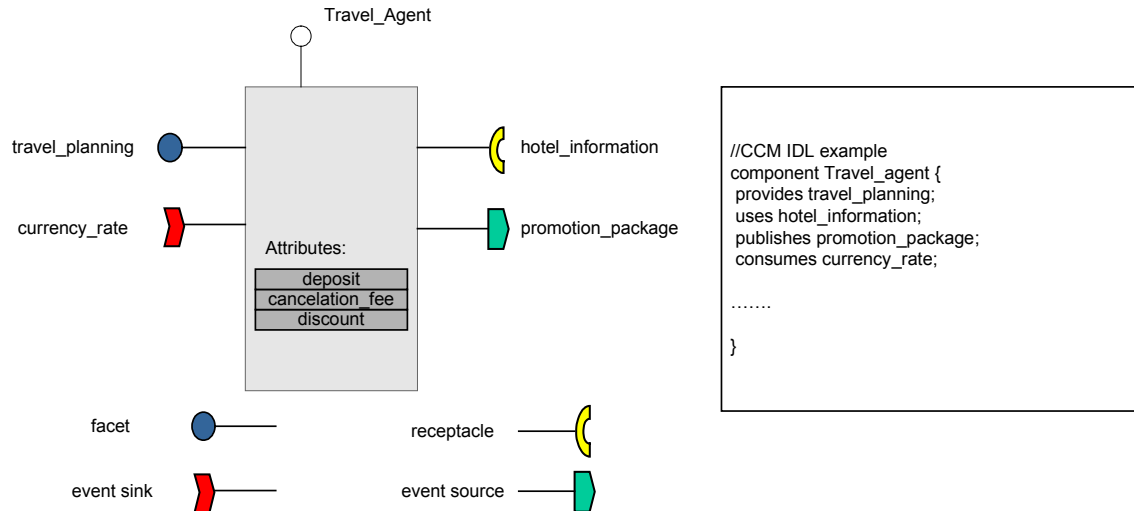 Travel_Agent
travel_planning
hotel_information
currency_rate
promotion_package
Attributes:
deposit
cancelation_fee
discount
//CCM IDL example
component Travel_agent {
provides travel_planning;
uses hotel_information;
publishes promotion_package;
consumes currency_rate;
…….
}
facet
receptacle
event sink
event source